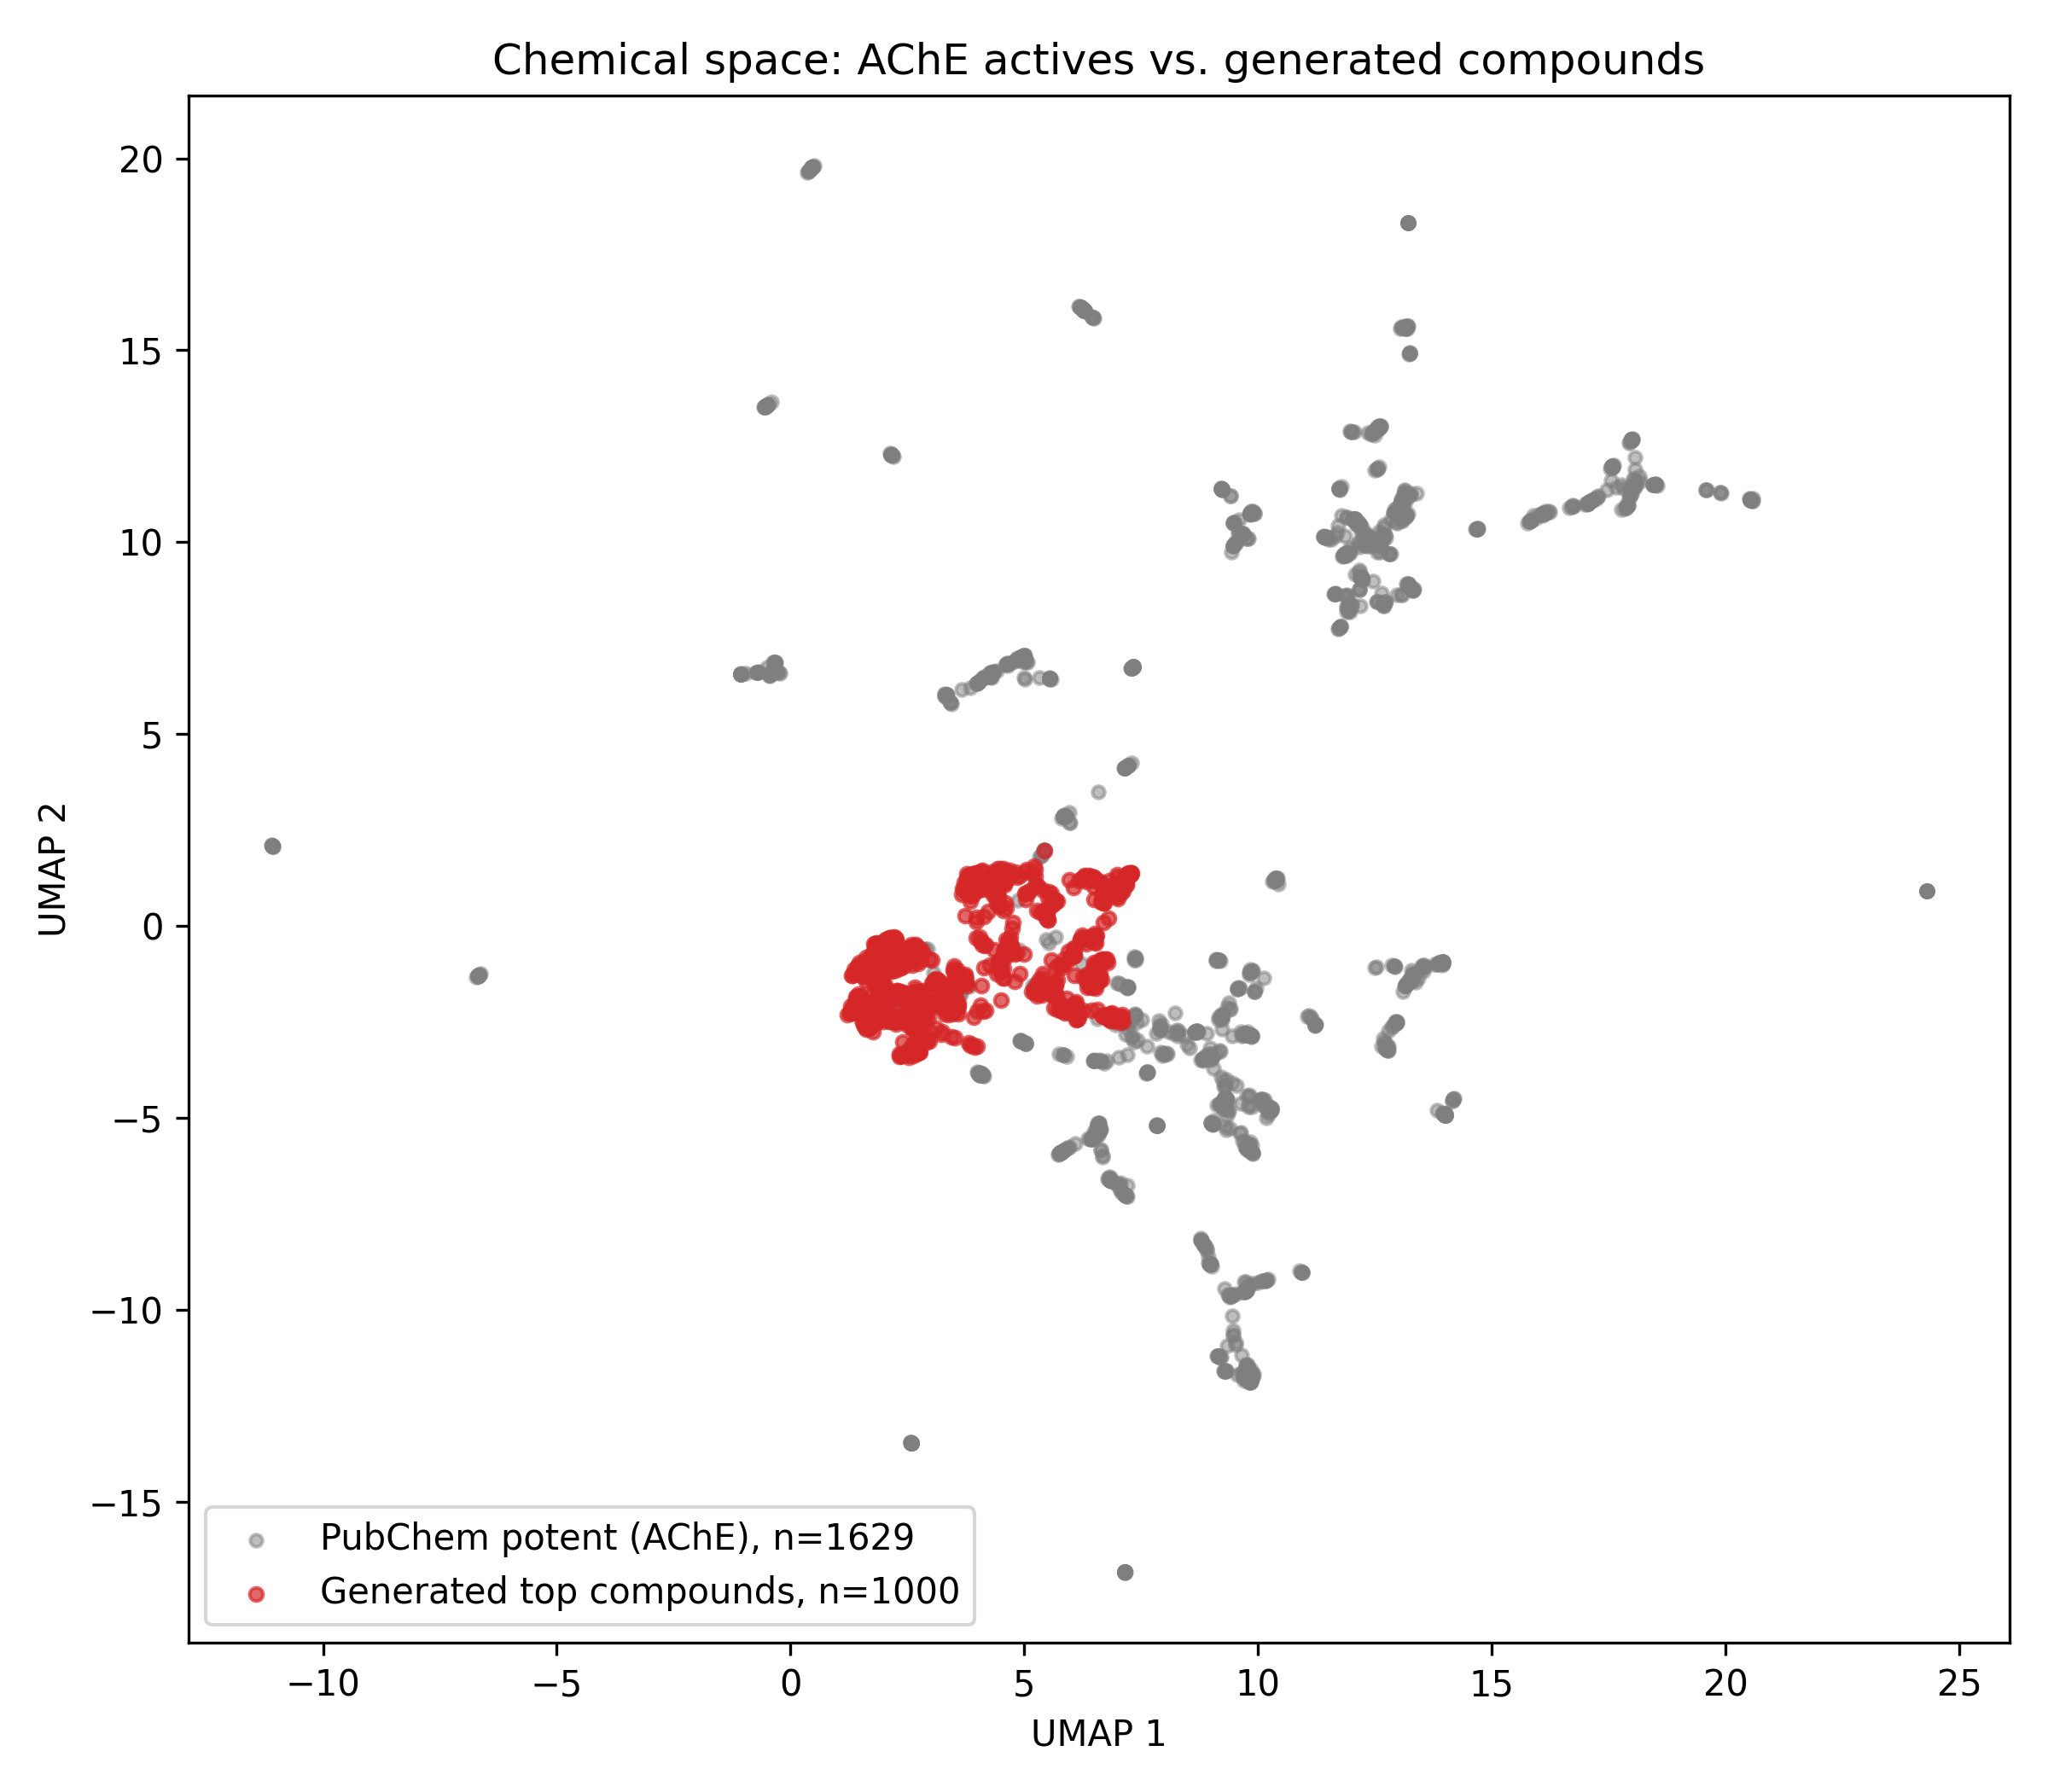 Chemical space: AChE actives vs. generated compounds
20
15
10
5
0
−5
−10
−15
UMAP 2
PubChem potent (AChE), n=1629
Generated top compounds, n=1000
−10 −5 0 5 10 15 20 25
UMAP 1